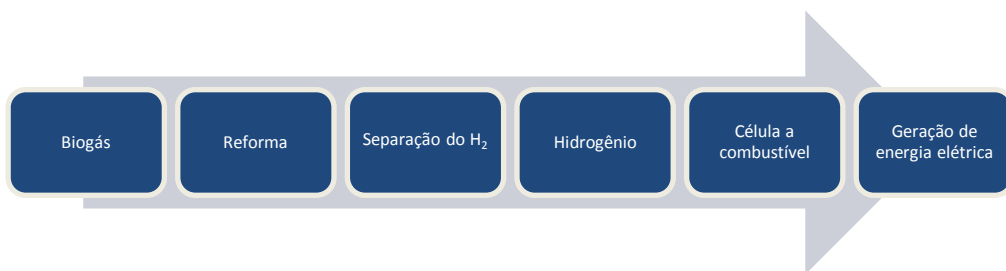 Biogás
Reforma
Separação do H₂
Hidrogênio
Célula a
combustível
Geração de
energia elétrica